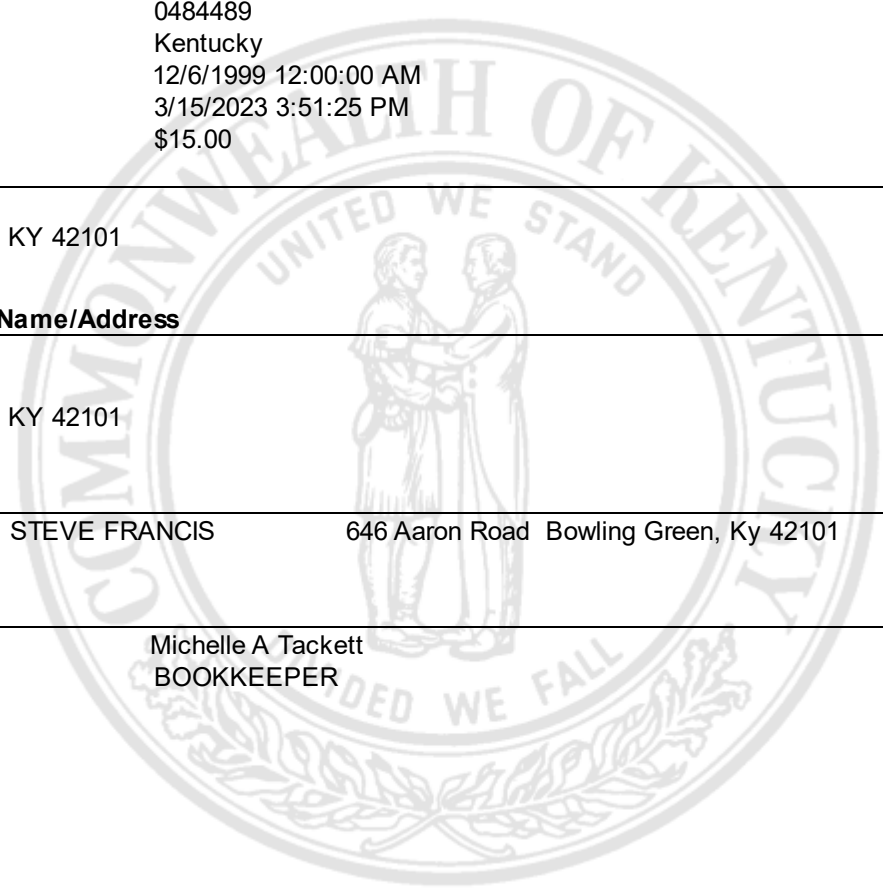 0484489
Kentucky
12/6/1999 12:00:00 AM
3/15/2023 3:51:25 PM
$15.00
KY 42101
Name/Address
KY 42101
STEVE FRANCIS 646 Aaron Road Bowling Green, Ky 42101
Michelle A Tackett
BOOKKEEPER
COMMONWEALTH OF KENTUCKY
UNITED WE STAND
DED WE FALL